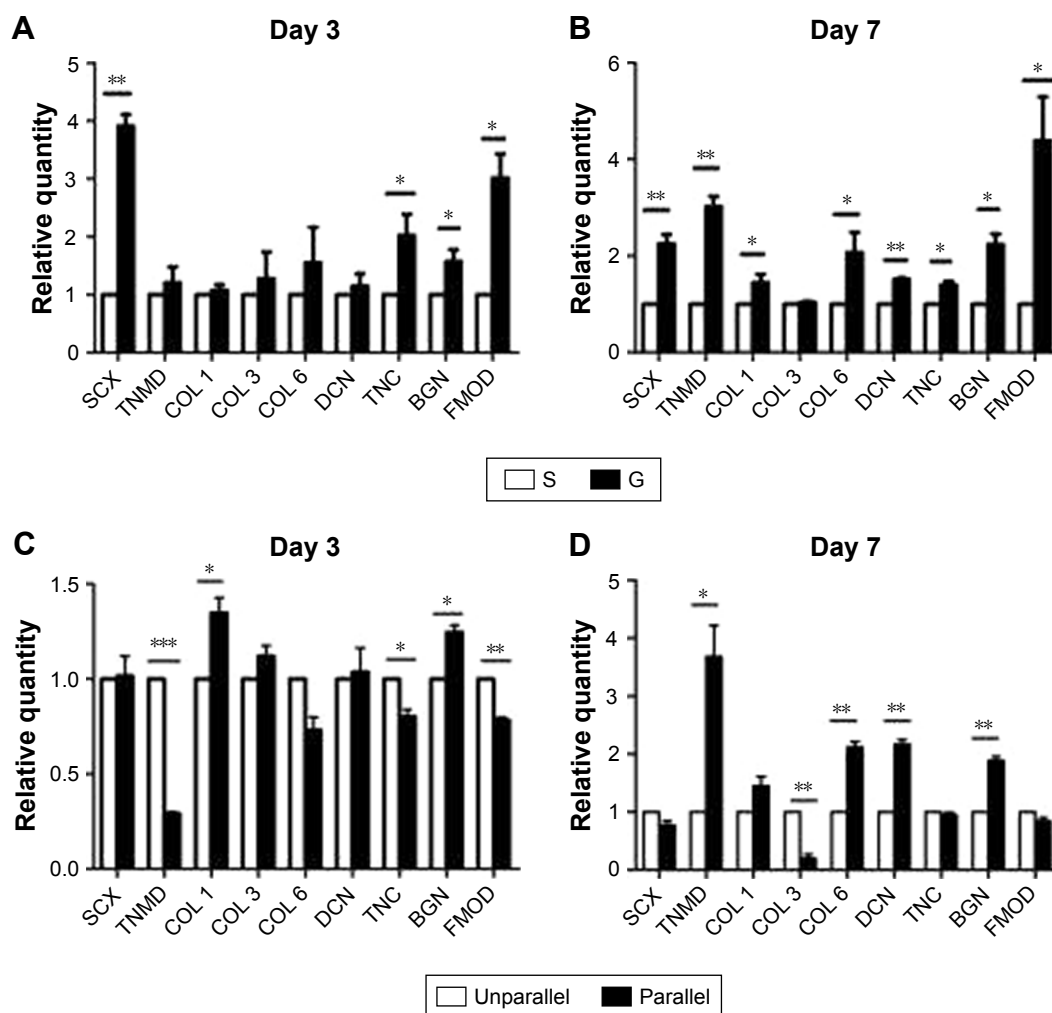 A
Day 3
Relative quantity
5
4
3
2
1
0
**
*
*
*
SCX
TNMD
COL 1
COL 3
COL 6
DCN
TNC
BGN
FMOD
B
Day 7
Relative quantity
6
4
2
0
**
**
*
*
**
*
*
*
SCX
TNMD
COL 1
COL 3
COL 6
DCN
TNC
BGN
FMOD
S G
C
Day 3
Relative quantity
1.5
1.0
0.5
0.0
***
*
*
*
**
SCX
TNMD
COL 1
COL 3
COL 6
DCN
TNC
BGN
FMOD
D
Day 7
Relative quantity
5
4
3
2
1
0
*
**
**
**
**
SCX
TNMD
COL 1
COL 3
COL 6
DCN
TNC
BGN
FMOD
Unparallel Parallel